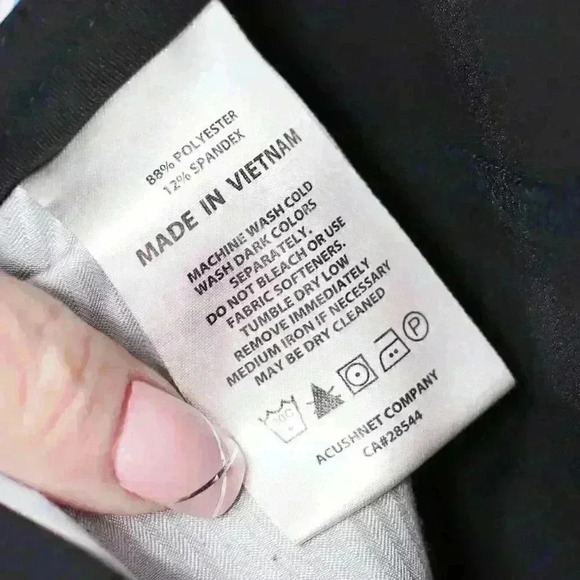 88% POLYESTER
12% SPANDEX
MADE IN VIETNAM
MACHINE WASH COLD
WASH DARK COLORS
SEPARATELY.
DO NOT BLEACH OR USE
FABRIC SOFTENERS.
TUMBLE DRY LOW
REMOVE IMMEDIATELY
MEDIUM IRON IF NECESSARY
MAY BE DRY CLEANED
30C P
ACUSHNET COMPANY
CA#28544